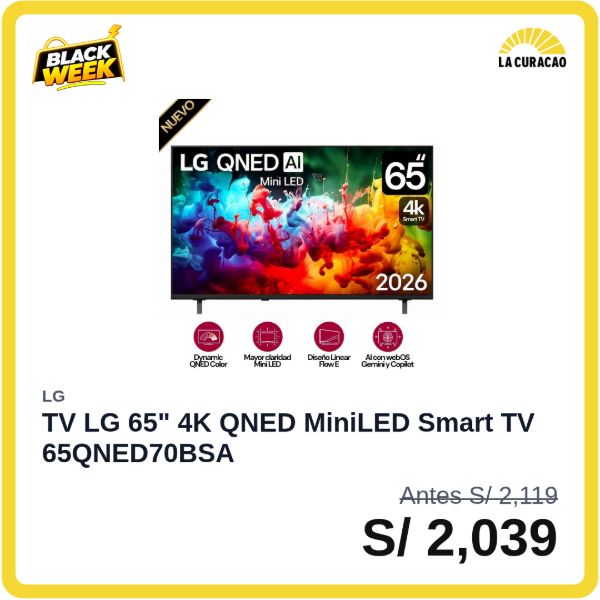 BLACK
WEEK
LA CURACAO
NUEVO
LG QNED AI
Mini LED
65"
4k
Smart TV
2026
Dynamic
QNED Color
Mayor claridad
Mini LED
Diseño Linear
Flow E
AI con webOS
Gemini y Copilot
LG
TV LG 65" 4K QNED MiniLED Smart TV
65QNED70BSA
Antes S/ 2,119
S/ 2,039